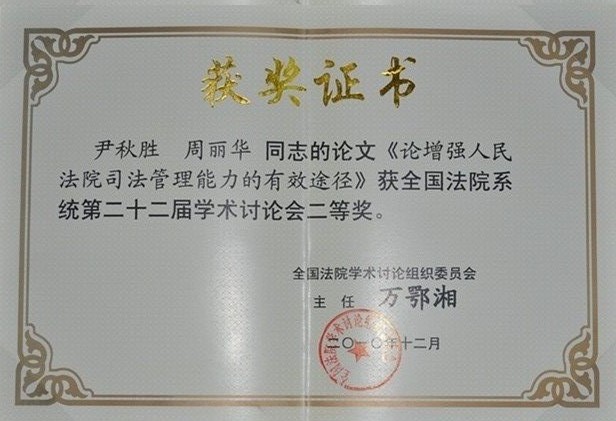 获奖证书
尹秋胜 周丽华 同志的论文《论增强人民
法院司法管理能力的有效途径》获全国法院系
统第二十二届学术讨论会二等奖。
全国法院学术讨论组织委员会
主 任 万鄂湘
二〇一〇年十二月